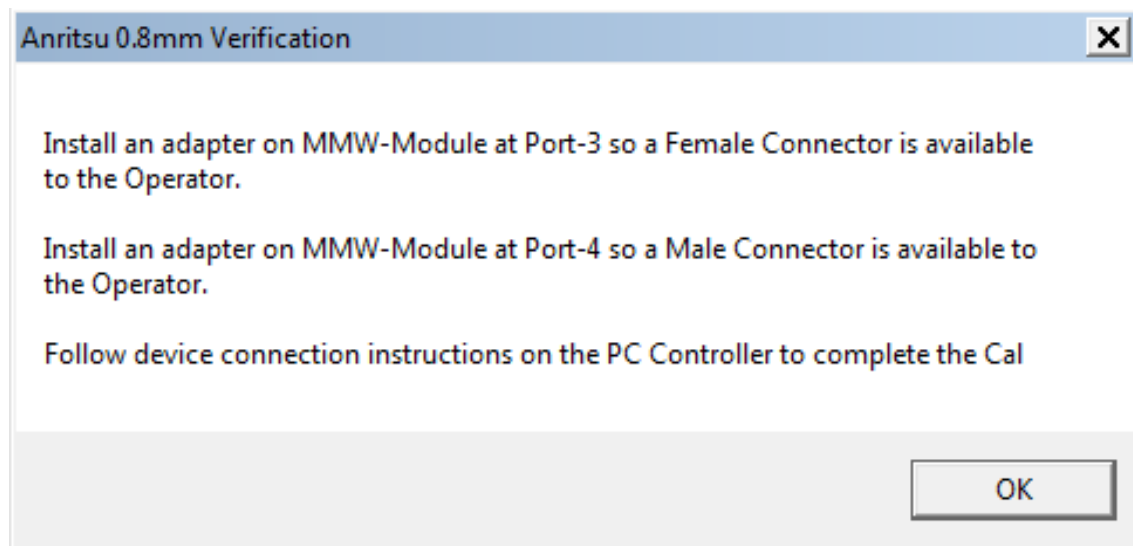 Anritsu 0.8mm Verification
Install an adapter on MMW-Module at Port-3 so a Female Connector is available
to the Operator.
Install an adapter on MMW-Module at Port-4 so a Male Connector is available to
the Operator.
Follow device connection instructions on the PC Controller to complete the Cal
OK